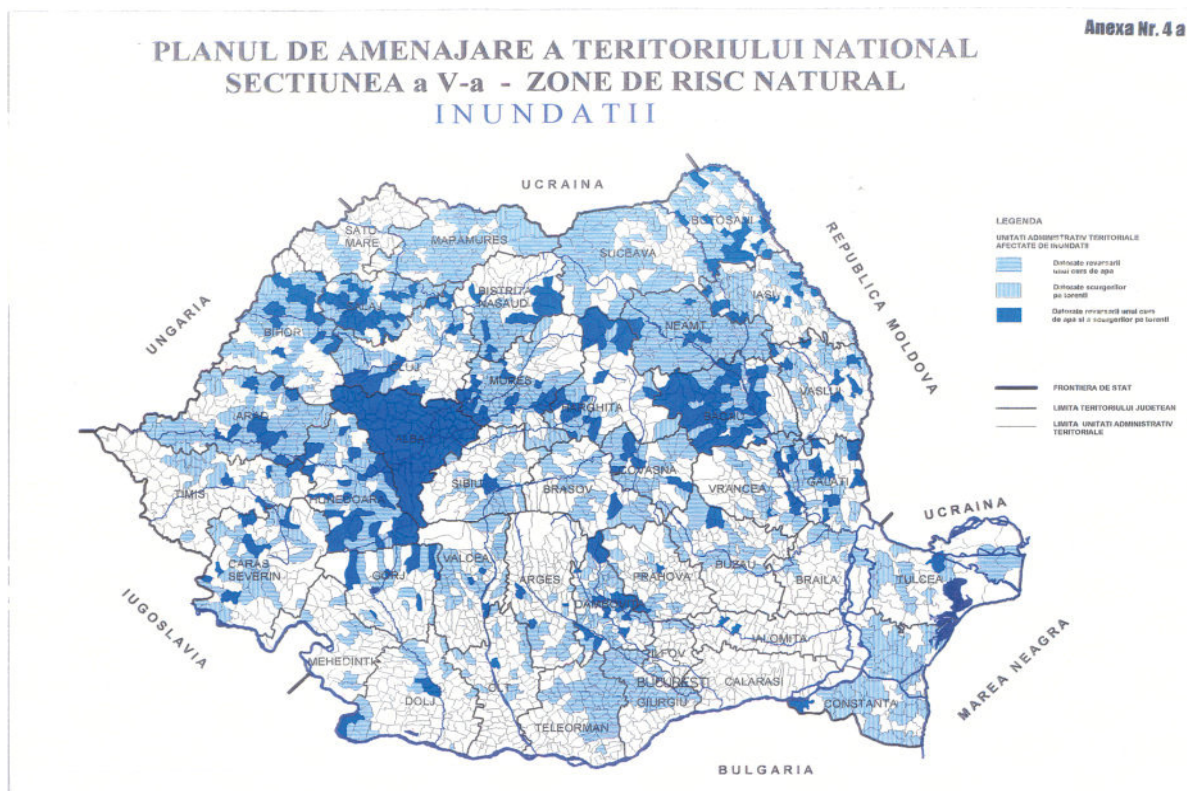 Anexa Nr. 4 a
PLANUL DE AMENAJARE A TERITORIULUI NATIONAL
SECTIUNEA a V-a - ZONE DE RISC NATURAL
INUNDATII
UCRAINA
REPUBLICA MOLDOVA
UNGARIA
LEGENDA
UNITATI ADMINISTRATIV TERITORIALE
AFECTATE DE INUNDATII
Datorate revarsarii
unui curs de apa
Datorate scurgerilor
pe torenti
Datorate revarsarii unui curs
de apa si a scurgerilor pe torenti
FRONTIERA DE STAT
LIMITA TERITORIULUI JUDETEAN
LIMITA UNITATI ADMINISTRATIV
TERITORIALE
BOTOSANI
SATU
MARE
MARAMURES
SUCEAVA
BISTRITA
NASAUD
IASI
BIHOR
NEAMT
CLUJ
MURES
VASLUI
HARGHITA
ARAD
BACAU
ALBA
COVASNA
SIBIU
BRASOV
VRANCEA
GALATI
TIMIS
HUNEDOARA
UCRAINA
VALCEA
CARAS
SEVERIN
GORJ
ARGES
PRAHOVA
BUZAU
BRAILA
TULCEA
IUGOSLAVIA
IALOMITA
MEHEDINTI
BUCURESTI
CALARASI
MAREA NEAGRA
DOLJ
OLT
GIURGIU
CONSTANTA
TELEORMAN
BULGARIA